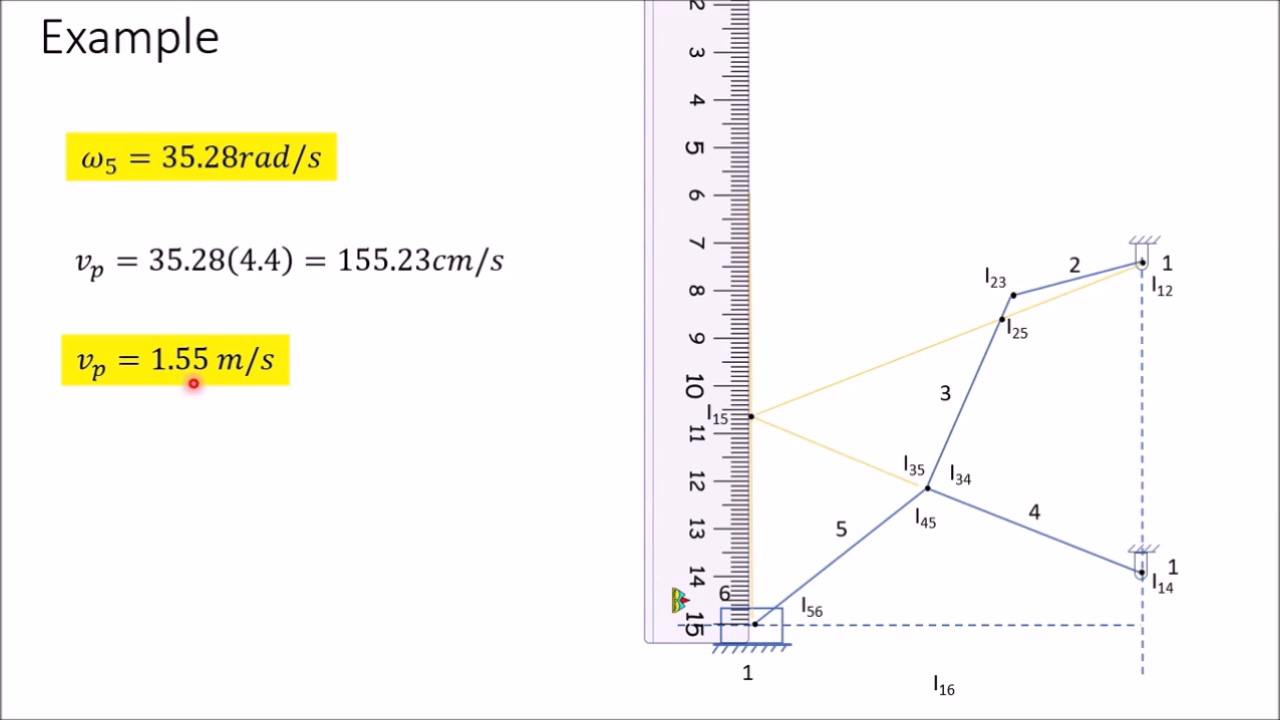 Example
ω₅ = 35.28rad/s
vₚ = 35.28(4.4) = 155.23cm/s
vₚ = 1.55 m/s
2
3
4
5
6
7
8
9
10
11
12
13
14
15
2
1
I₁₂
I₂₃
I₂₅
3
I₁₅
I₃₅
I₃₄
I₄₅
4
5
1
I₁₄
6
I₅₆
1
I₁₆